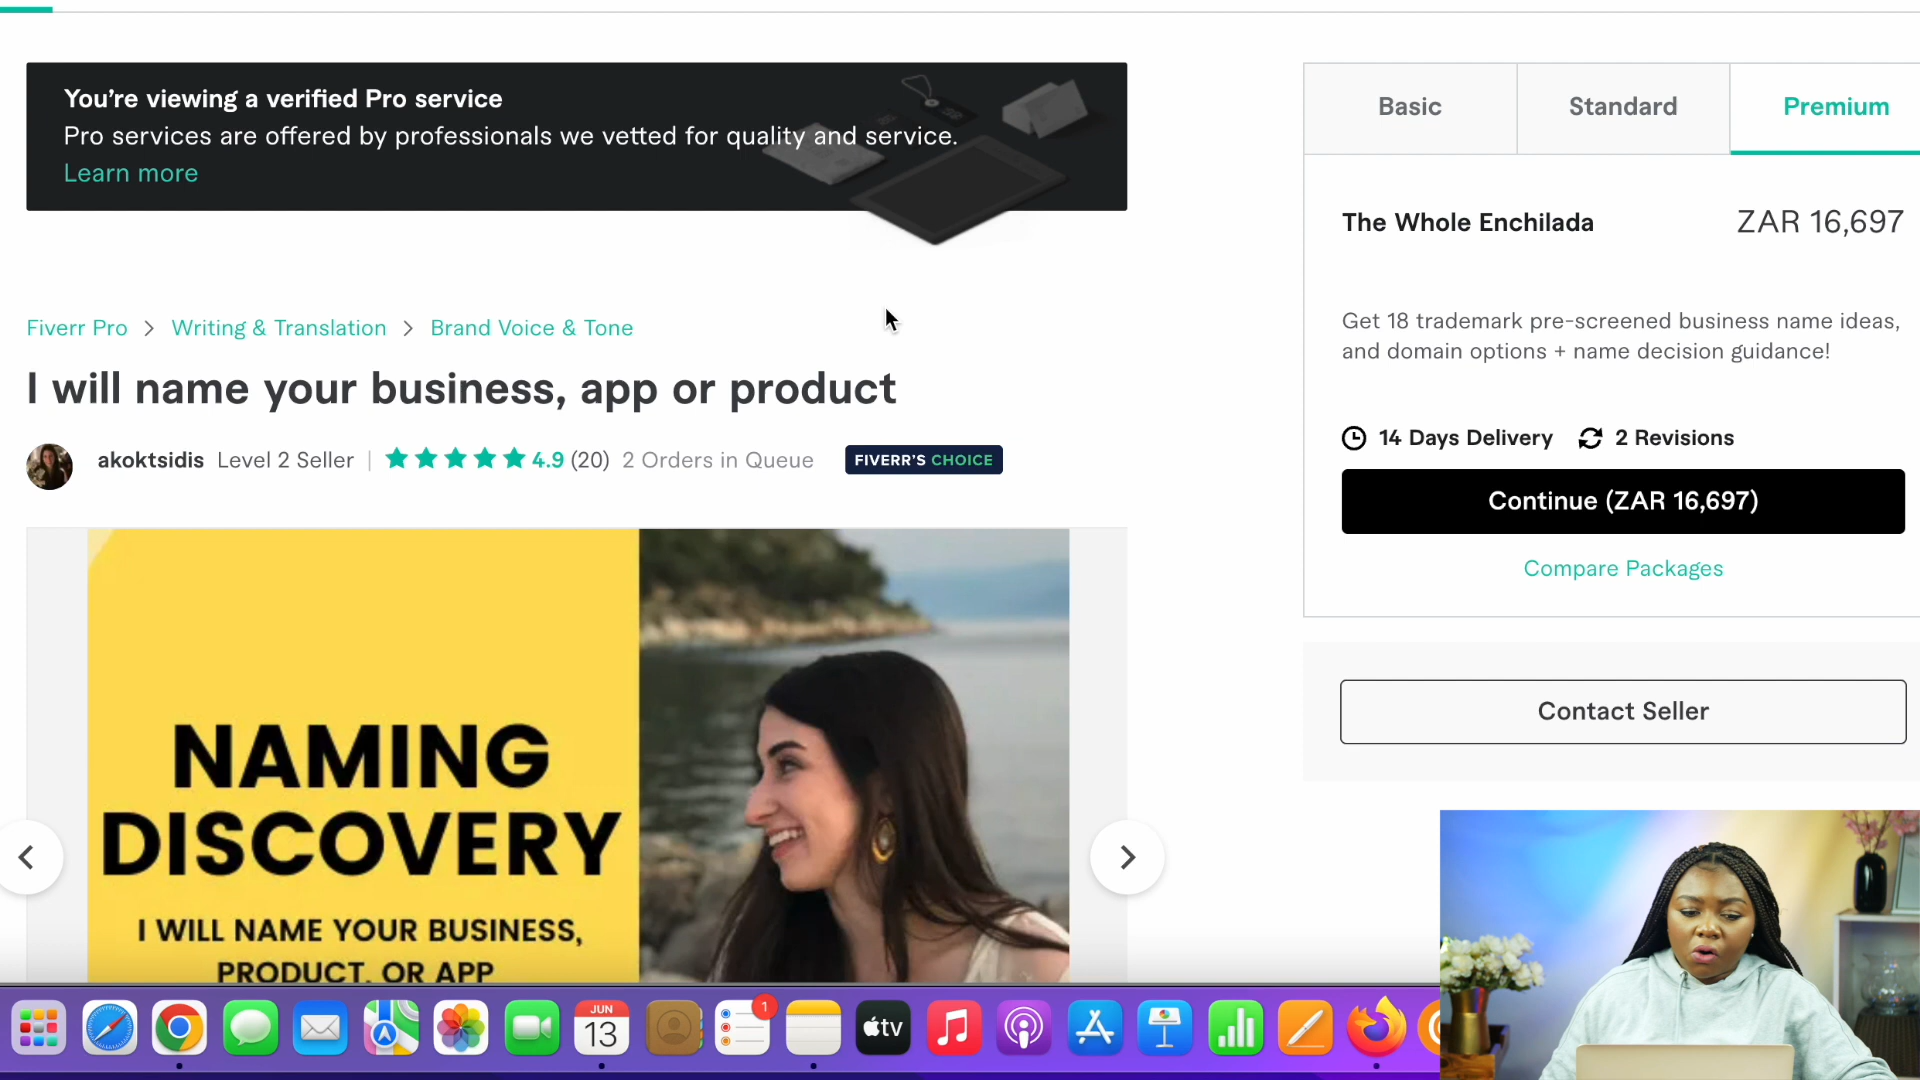 You're viewing a verified Pro service
Pro services are offered by professionals we vetted for quality and service.
Learn more
Fiverr Pro > Writing & Translation > Brand Voice & Tone
I will name your business, app or product
akoktsidis Level 2 Seller | 4.9 (20) 2 Orders in Queue FIVERR'S CHOICE
NAMING
DISCOVERY
I WILL NAME YOUR BUSINESS,
PRODUCT, OR APP
Basic Standard Premium
The Whole Enchilada ZAR 16,697
Get 18 trademark pre-screened business name ideas,
and domain options + name decision guidance!
14 Days Delivery 2 Revisions
Continue (ZAR 16,697)
Compare Packages
Contact Seller
JUN
13
1
tv